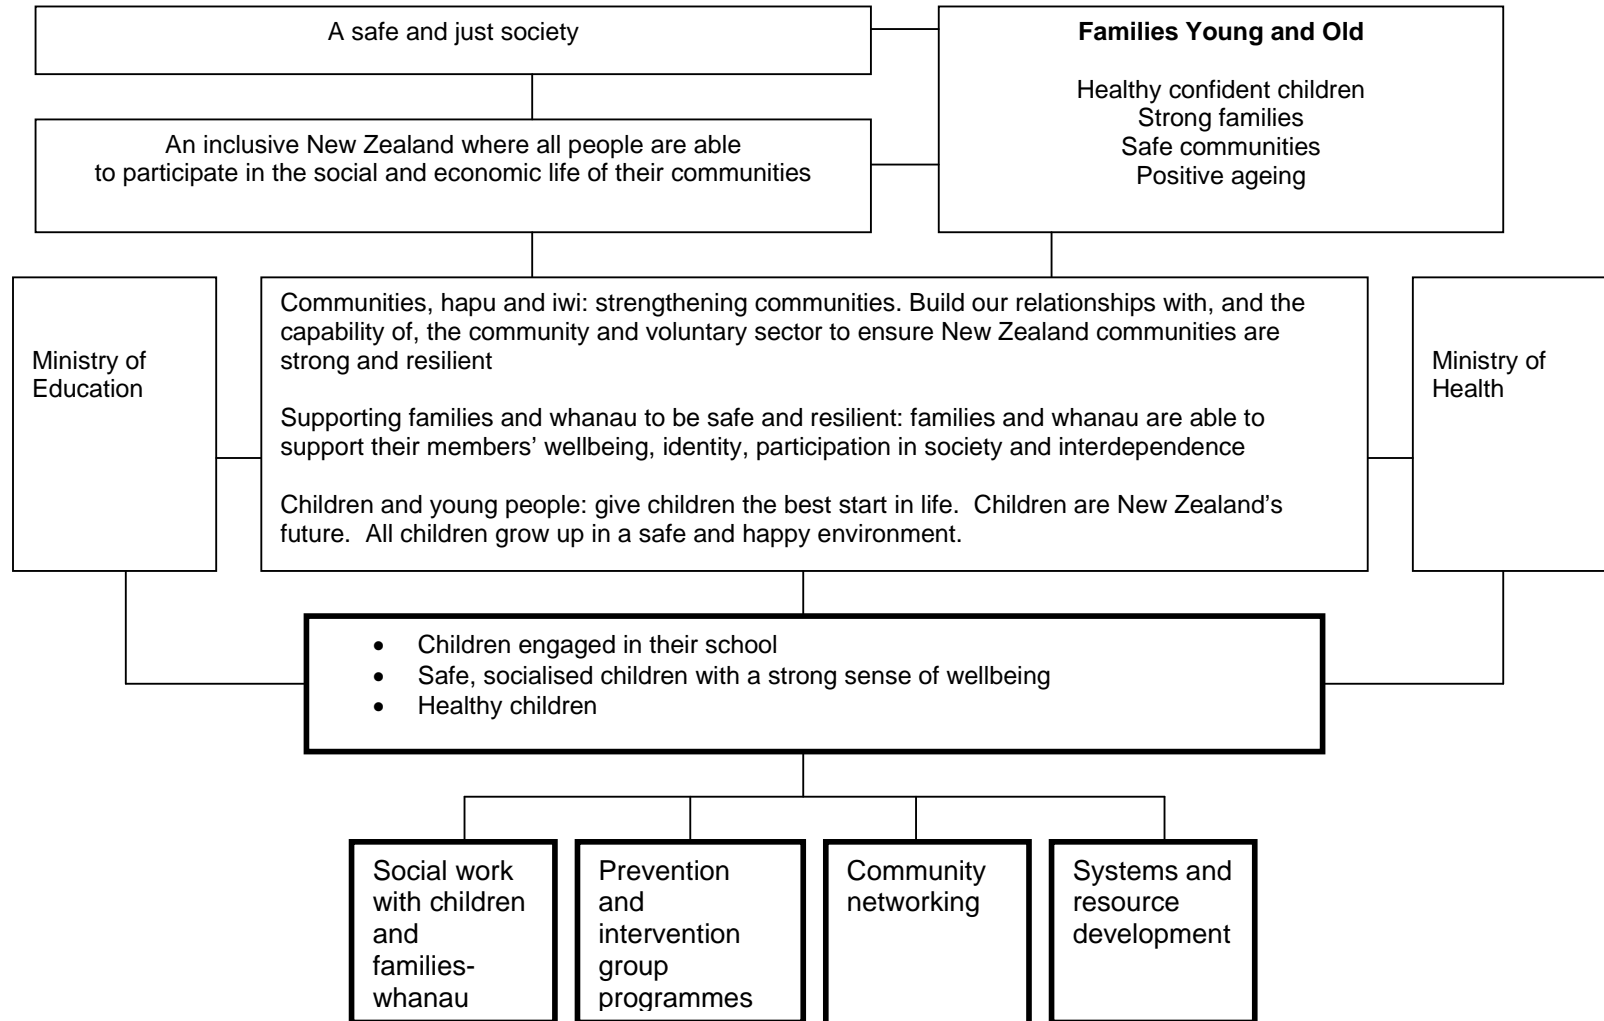 A safe and just society
Families Young and Old
Healthy confident children
Strong families
Safe communities
Positive ageing
An inclusive New Zealand where all people are able
to participate in the social and economic life of their communities
Ministry of
Education
Communities, hapu and iwi: strengthening communities. Build our relationships with, and the
capability of, the community and voluntary sector to ensure New Zealand communities are
strong and resilient
Supporting families and whanau to be safe and resilient: families and whanau are able to
support their members’ wellbeing, identity, participation in society and interdependence
Children and young people: give children the best start in life.  Children are New Zealand’s
future.  All children grow up in a safe and happy environment.
Ministry of
Health
• Children engaged in their school
• Safe, socialised children with a strong sense of wellbeing
• Healthy children
Social work
with children
and
families-
whanau
Prevention
and
intervention
group
programmes
Community
networking
Systems and
resource
development